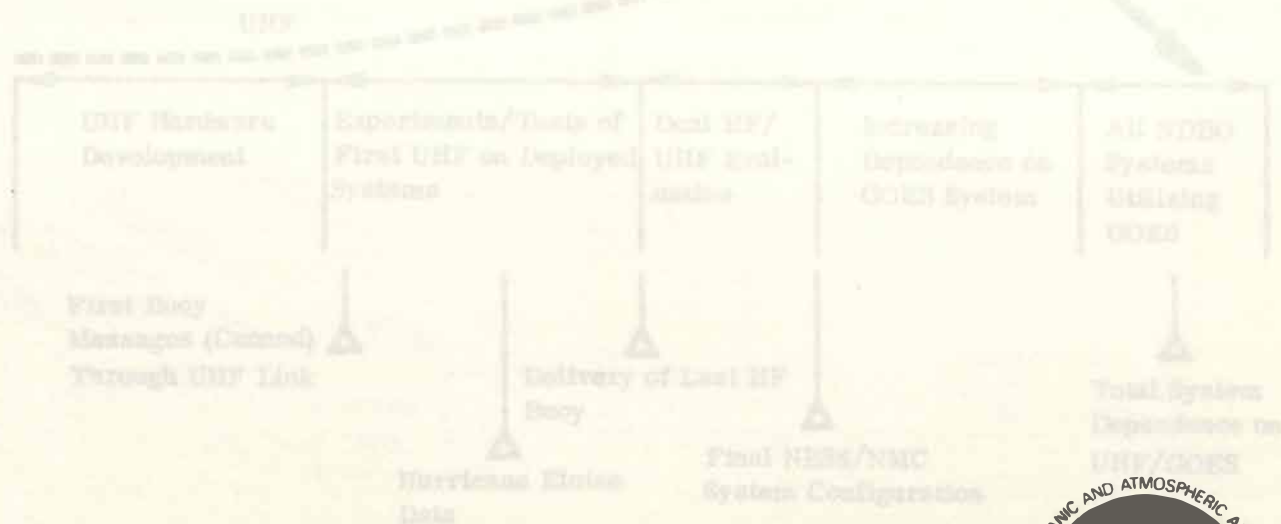 UHF
UHF Hardware
Development
Experiments/Tests of
First UHF on Deployed
Systems
Dual HF/
UHF Eval-
uation
Increasing
Dependence on
GOES System
All NDBO
Systems
Utilizing
GOES
First Buoy
Messages (Canned)
Through UHF Link
Hurricane Eloise
Data
Delivery of Last HF
Buoy
Final NESS/NMC
System Configuration
Total System
Dependence on
UHF/GOES
AND ATMOSPHERIC